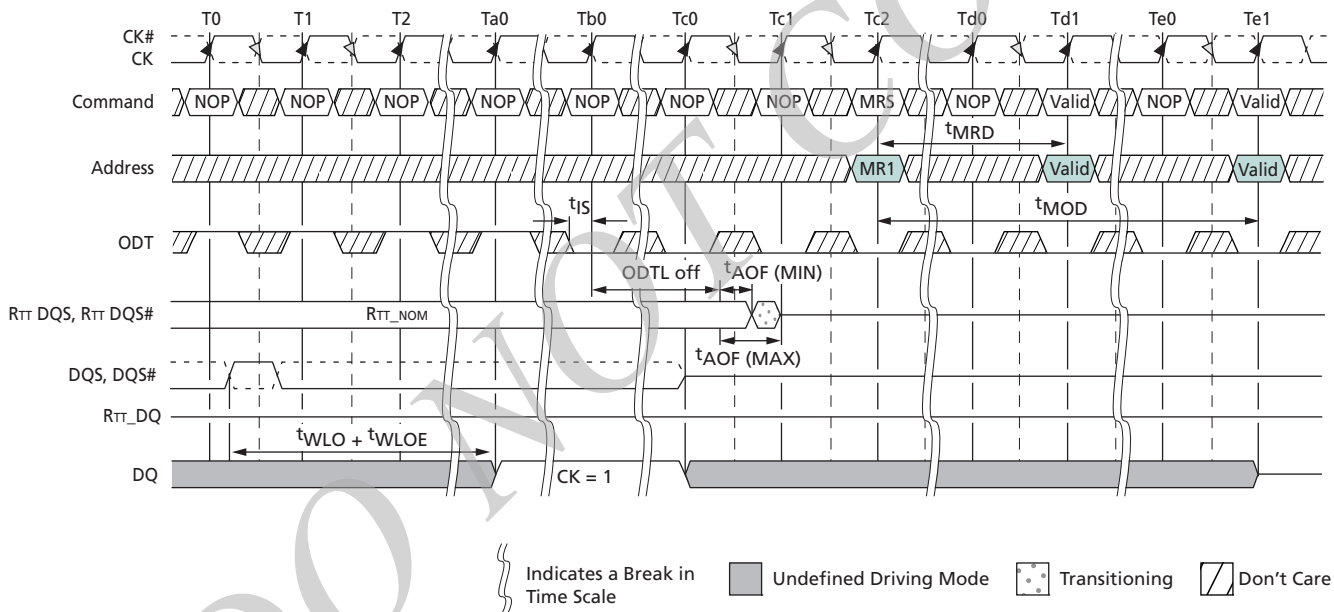 T0 T1 T2 Ta0 Tb0 Tc0 Tc1 Tc2 Td0 Td1 Te0 Te1
CK#
CK
Command NOP NOP NOP NOP NOP NOP NOP MRS NOP Valid NOP Valid
tMRD
Address MR1 Valid Valid
tIS tMOD
ODT
ODTL off tAOF (MIN)
RTT DQS, RTT DQS# RTT_NOM
tAOF (MAX)
DQS, DQS#
RTT_DQ
tWLO + tWLOE
DQ CK = 1
Indicates a Break in
Time Scale
Undefined Driving Mode
Transitioning
Don't Care
DO NOT CO